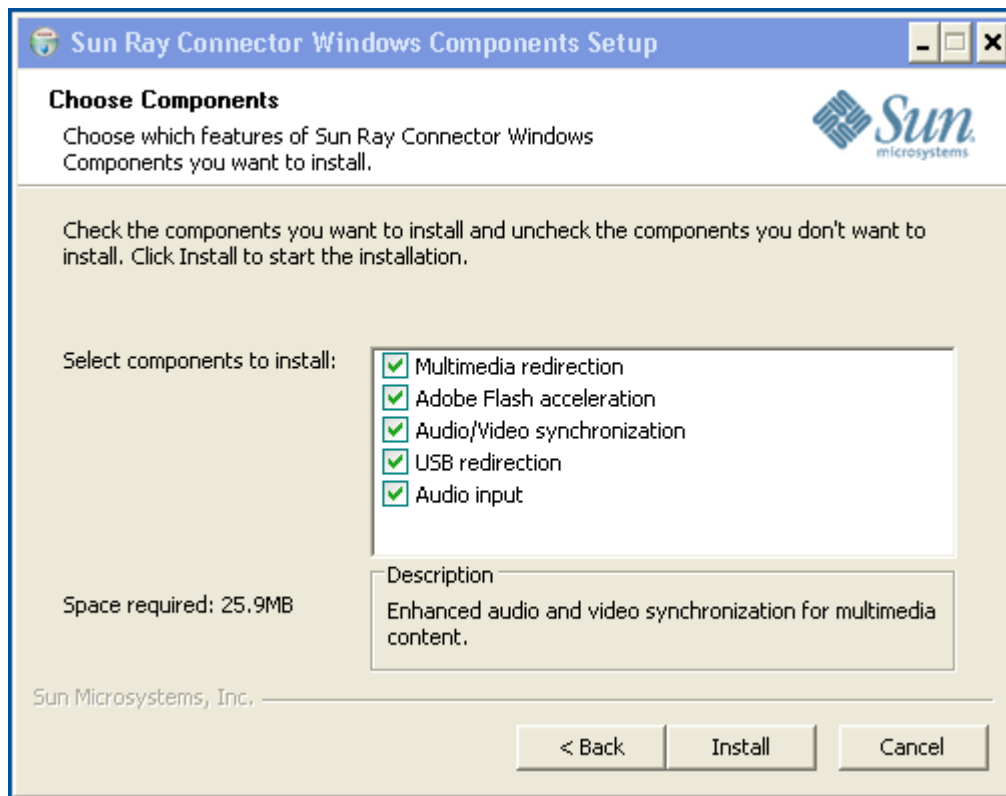 Sun Ray Connector Windows Components Setup
Choose Components
Choose which features of Sun Ray Connector Windows
Components you want to install.
Sun
microsystems
Check the components you want to install and uncheck the components you don't want to
install. Click Install to start the installation.
Select components to install:
Multimedia redirection
Adobe Flash acceleration
Audio/Video synchronization
USB redirection
Audio input
Space required: 25.9MB
Description
Enhanced audio and video synchronization for multimedia
content.
Sun Microsystems, Inc.
< Back
Install
Cancel